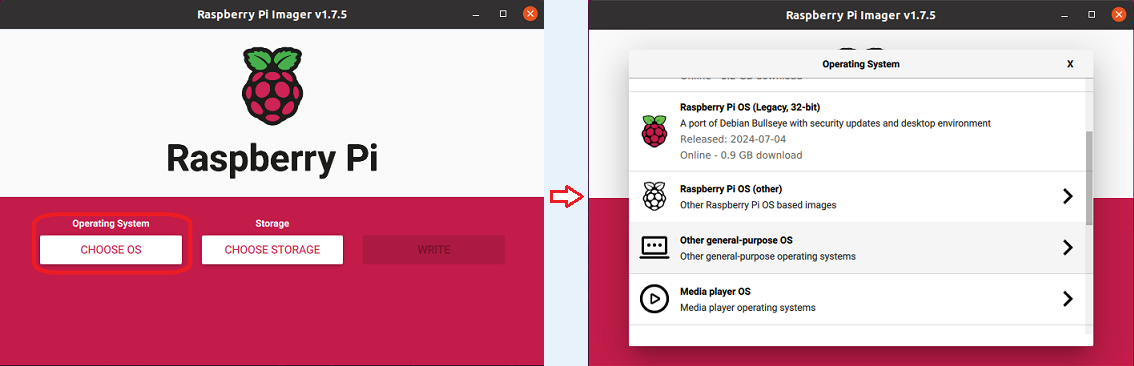 Raspberry Pi Imager v1.7.5
Raspberry Pi
Operating System
Storage
CHOOSE OS
CHOOSE STORAGE
WRITE
Raspberry Pi Imager v1.7.5
Operating System
X
Raspberry Pi OS (Legacy, 32-bit)
A port of Debian Bullseye with security updates and desktop environment
Released: 2024-07-04
Online - 0.9 GB download
Raspberry Pi OS (other)
Other Raspberry Pi OS based images
Other general-purpose OS
Other general-purpose operating systems
Media player OS
Media player operating systems